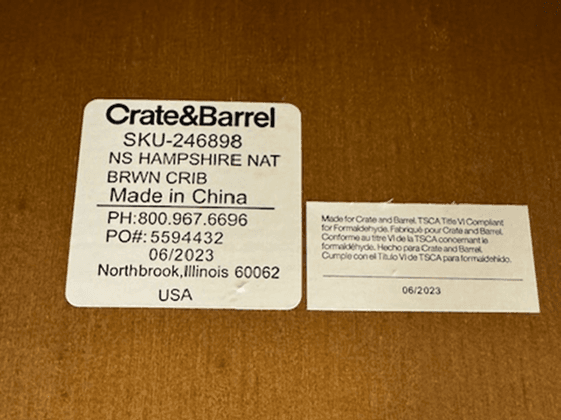 Crate&Barrel
SKU-246898
NS HAMPSHIRE NAT
BRWN CRIB
Made in China
PH:800.967.6696
PO#:5594432
06/2023
Northbrook,Illinois 60062
USA
Made for Crate and Barrel. TSCA Title VI Compliant
for Formaldehyde. Fabriqué pour Crate and Barrel.
Conforme au titre VI de la TSCA concernant le
formaldéhyde. Hecho para Crate and Barrel.
Cumple con el Título VI de TSCA para formaldehído.
06/2023